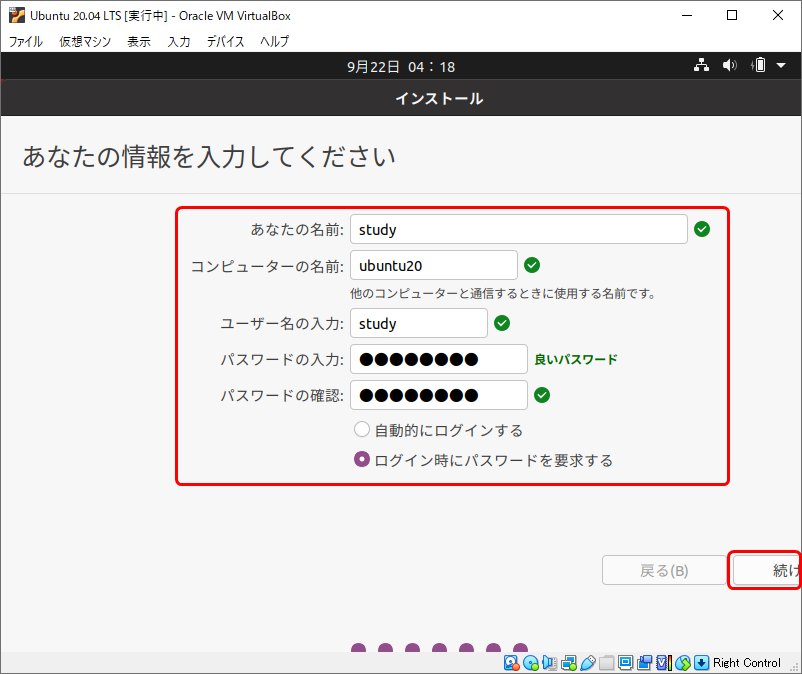 Ubuntu 20.04 LTS [実行中] - Oracle VM VirtualBox
ファイル 仮想マシン 表示 入力 デバイス ヘルプ
9月22日 04：18
インストール
あなたの情報を入力してください
あなたの名前: study
コンピューターの名前: ubuntu20
他のコンピューターと通信するときに使用する名前です。
ユーザー名の入力: study
パスワードの入力: ●●●●●●●● 良いパスワード
パスワードの確認: ●●●●●●●●
自動的にログインする
ログイン時にパスワードを要求する
戻る(B) 続け
Right Control